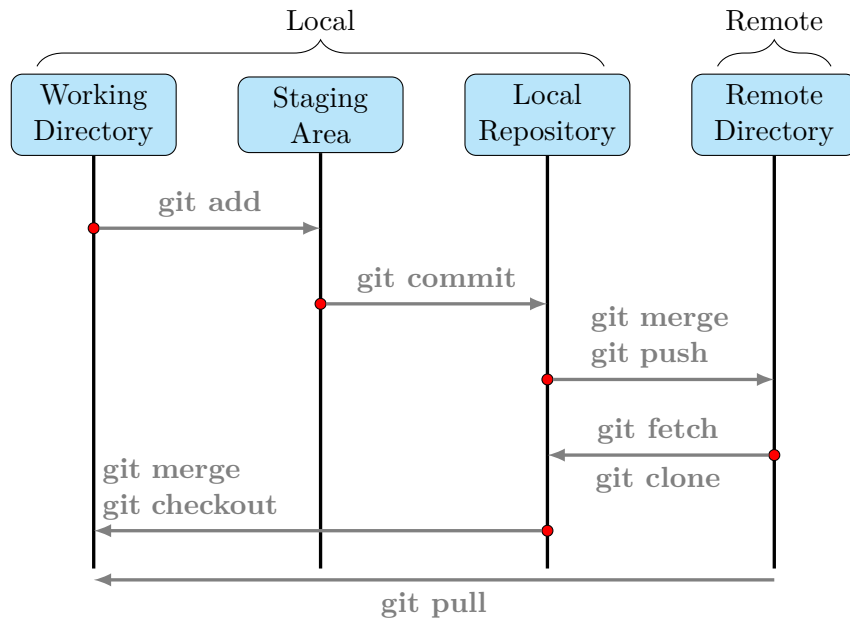 Local
Remote
Working
Directory
Staging
Area
Local
Repository
Remote
Directory
git add
git commit
git merge
git push
git fetch
git clone
git merge
git checkout
git pull